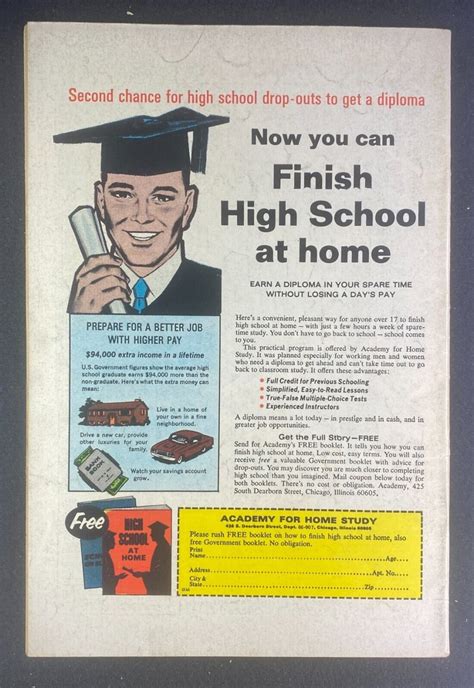 Second chance for high school drop-outs to get a diploma
Now you can
Finish
High School
at home
EARN A DIPLOMA IN YOUR SPARE TIME
WITHOUT LOSING A DAY'S PAY
PREPARE FOR A BETTER JOB
WITH HIGHER PAY
$94,000 extra income in a lifetime
U.S. Government figures show the average high
school graduate earns $94,000 more than the
non-graduate. Here's what the extra money can
mean:
Live in a home of
your own in a fine
neighborhood.
Drive a new car, provide
other luxuries for your
family.
BANK
BOOK
Watch your savings account
grow..
Here's a convenient, pleasant way for anyone over 17 to finish
high school at home – with just a few hours a week of spare-
time study. You don't have to go back to school – school comes
to you.
This practical program is offered by Academy for Home
Study. It was planned especially for working men and women
who need a diploma to get ahead and can't take time out to go
back to classroom study. It offers these advantages:
• Full Credit for Previous Schooling
• Simplified, Easy-to-Read Lessons
• True-False Multiple-Choice Tests
• Experienced Instructors
A diploma means a lot today – in prestige and in cash, and in
greater job opportunities.
Get the Full Story–FREE
Send for Academy's FREE booklet. It tells you how you can
finish high school at home. Low cost, easy terms. You will also
receive free a valuable Government booklet with advice for
drop-outs. You may discover you are much closer to completing
high school than you imagined. Mail coupon below today for
both booklets. There's no cost or obligation. Academy, 425
South Dearborn Street, Chicago, Illinois 60605.
Free
HIGH
SCHOOL
AT
HOME
ACADEMY FOR HOME STUDY
Chicago, Illinois 60605
Please rush FREE booklet on how to finish high school at home, also
free Government booklet. No obligation.
Print
Name Age
Address Apt. No.
City &
State Zip